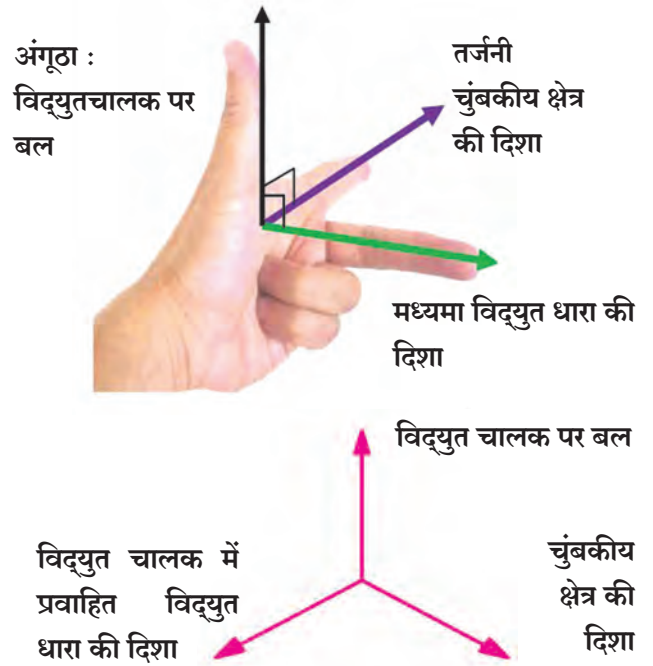 अंगूठा :
विद्युतचालक पर
बल
तर्जनी
चुंबकीय क्षेत्र
की दिशा
मध्यमा विद्युत धारा की
दिशा
विद्युत चालक पर बल
विद्युत चालक में
प्रवाहित विद्युत
धारा की दिशा
चुंबकीय
क्षेत्र की
दिशा